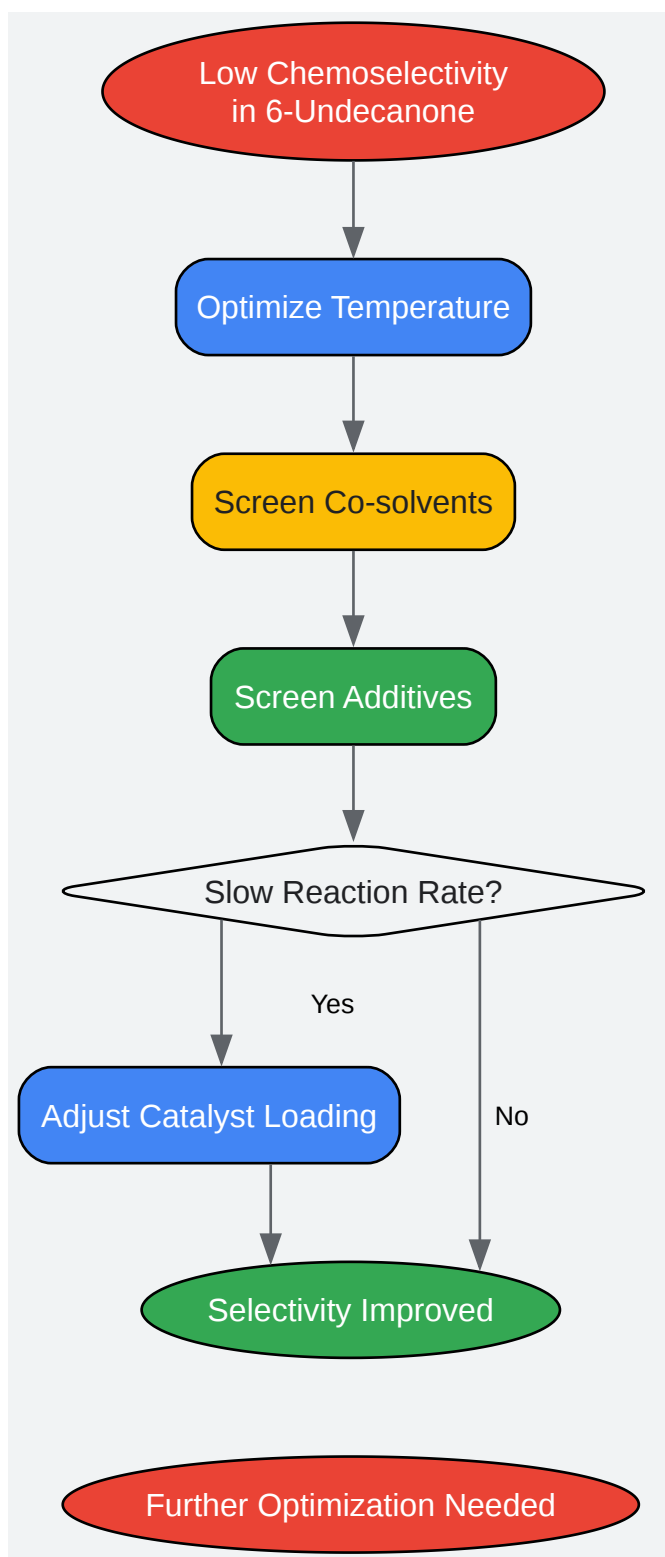 Low Chemoselectivity
in 6-Undecanone
Optimize Temperature
Screen Co-solvents
Screen Additives
Slow Reaction Rate?
Yes
Adjust Catalyst Loading
No
Selectivity Improved
Further Optimization Needed